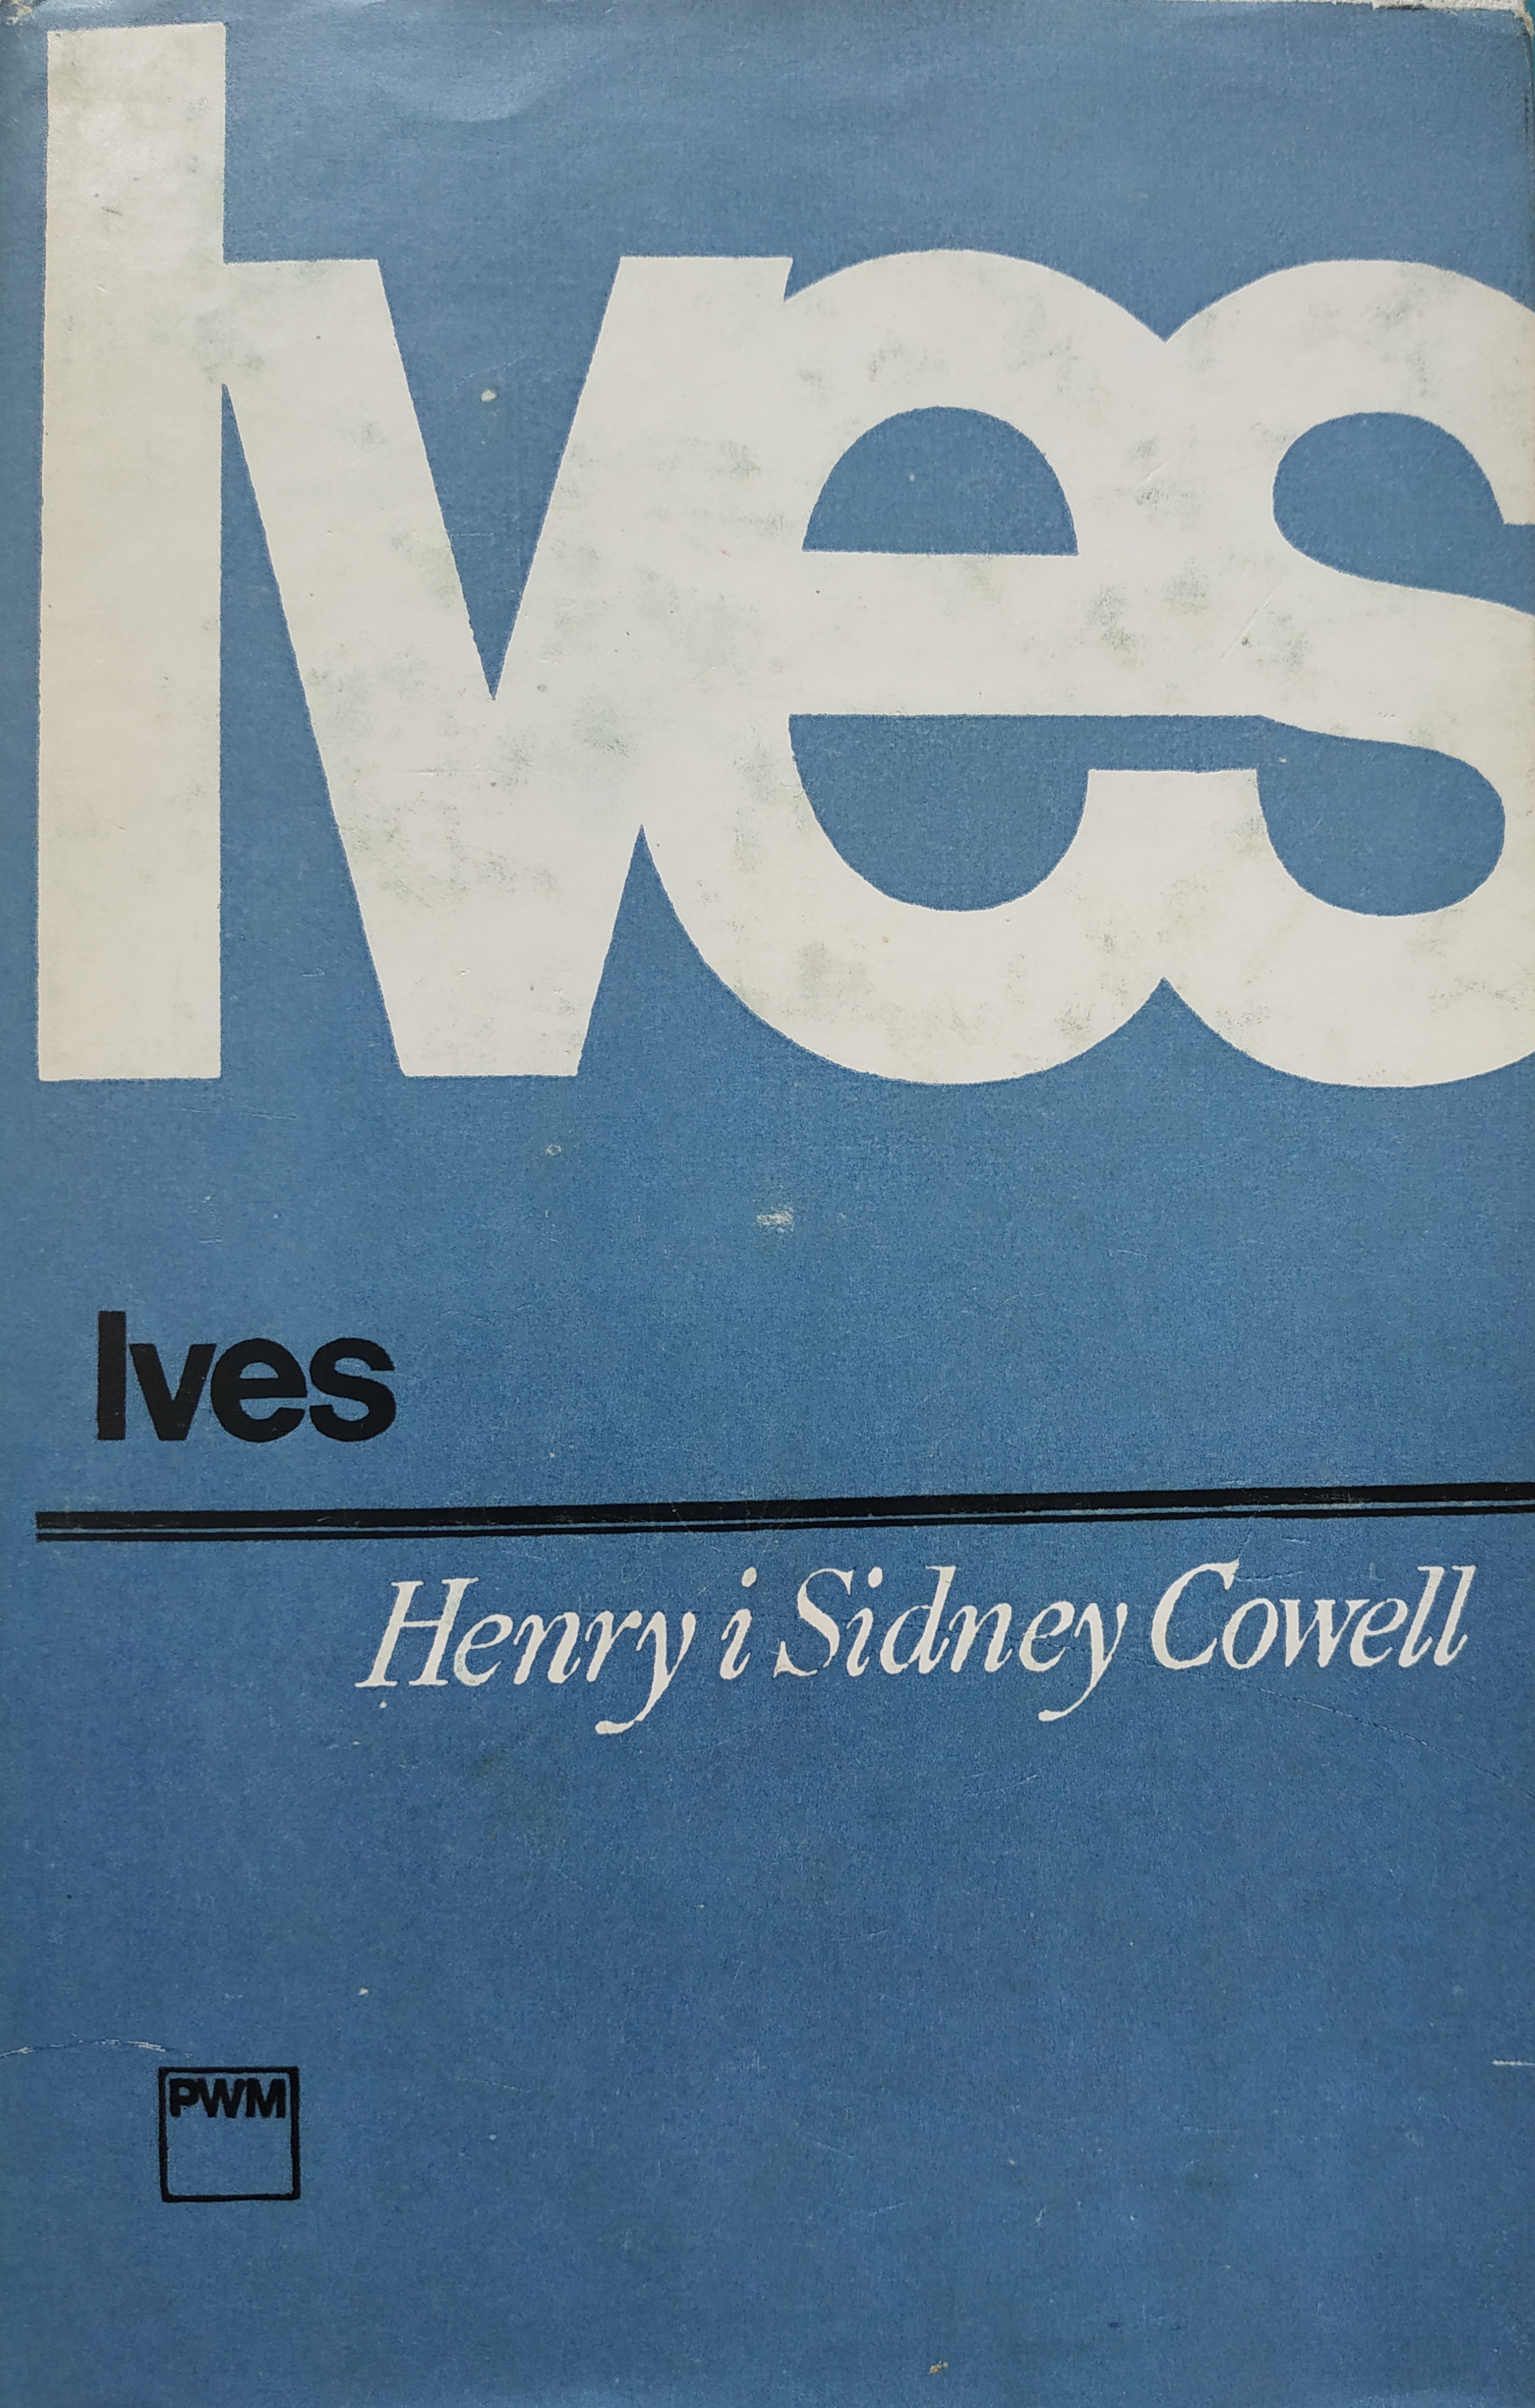 Ives
Ives
Henry i Sidney Cowell
PWM